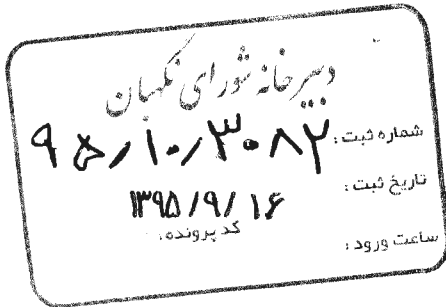 دبیرخانه شورای نگهبان
شماره ثبت: ۹۵/۱۰/۳۰۸۲
تاریخ ثبت: ۱۳۹۵/۹/۱۶
کد پرونده:
ساعت ورود: